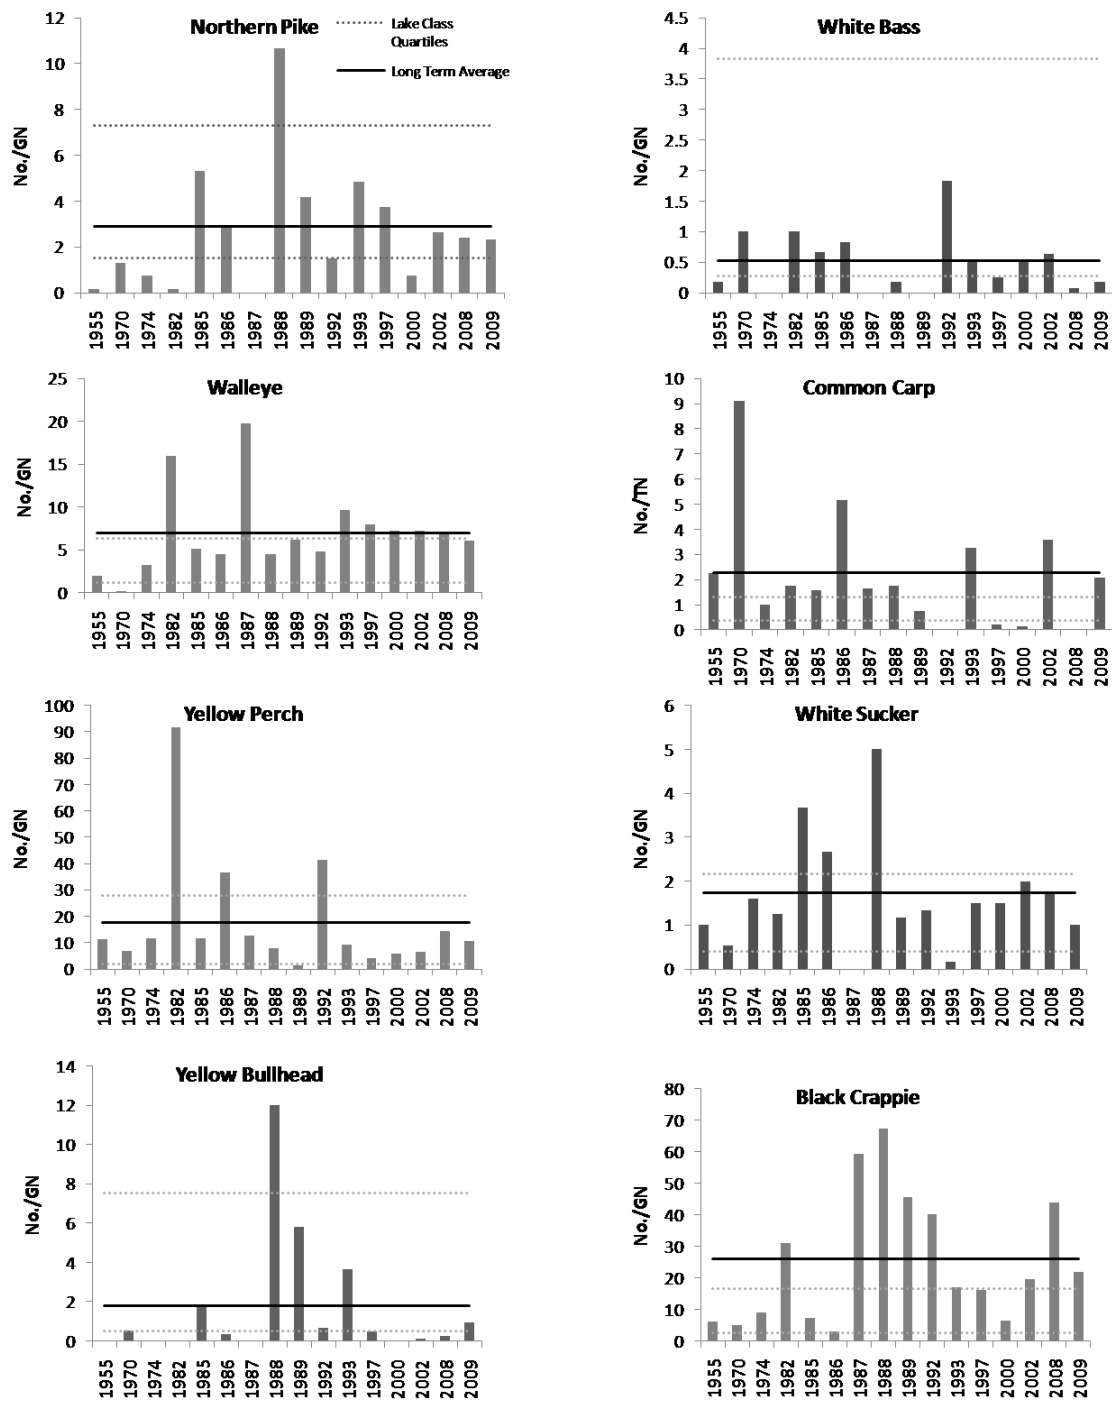 Northern Pike
Lake Class
Quartiles
Long Term Average
No./GN
12
10
8
6
4
2
0
1955 1970 1974 1982 1985 1986 1987 1988 1989 1992 1993 1997 2000 2002 2008 2009
White Bass
No./GN
4.5
4
3.5
3
2.5
2
1.5
1
0.5
0
1955 1970 1974 1982 1985 1986 1987 1988 1989 1992 1993 1997 2000 2002 2008 2009
Walleye
No./GN
25
20
15
10
5
0
1955 1970 1974 1982 1985 1986 1987 1988 1989 1992 1993 1997 2000 2002 2008 2009
Common Carp
No./TN
10
9
8
7
6
5
4
3
2
1
0
1955 1970 1974 1982 1985 1986 1987 1988 1989 1992 1993 1997 2000 2002 2008 2009
Yellow Perch
No./GN
100
90
80
70
60
50
40
30
20
10
0
1955 1970 1974 1982 1985 1986 1987 1988 1989 1992 1993 1997 2000 2002 2008 2009
White Sucker
No./GN
6
5
4
3
2
1
0
1955 1970 1974 1982 1985 1986 1987 1988 1989 1992 1993 1997 2000 2002 2008 2009
Yellow Bullhead
No./GN
14
12
10
8
6
4
2
0
1955 1970 1974 1982 1985 1986 1987 1988 1989 1992 1993 1997 2000 2002 2008 2009
Black Crappie
No./GN
80
70
60
50
40
30
20
10
0
1955 1970 1974 1982 1985 1986 1987 1988 1989 1992 1993 1997 2000 2002 2008 2009